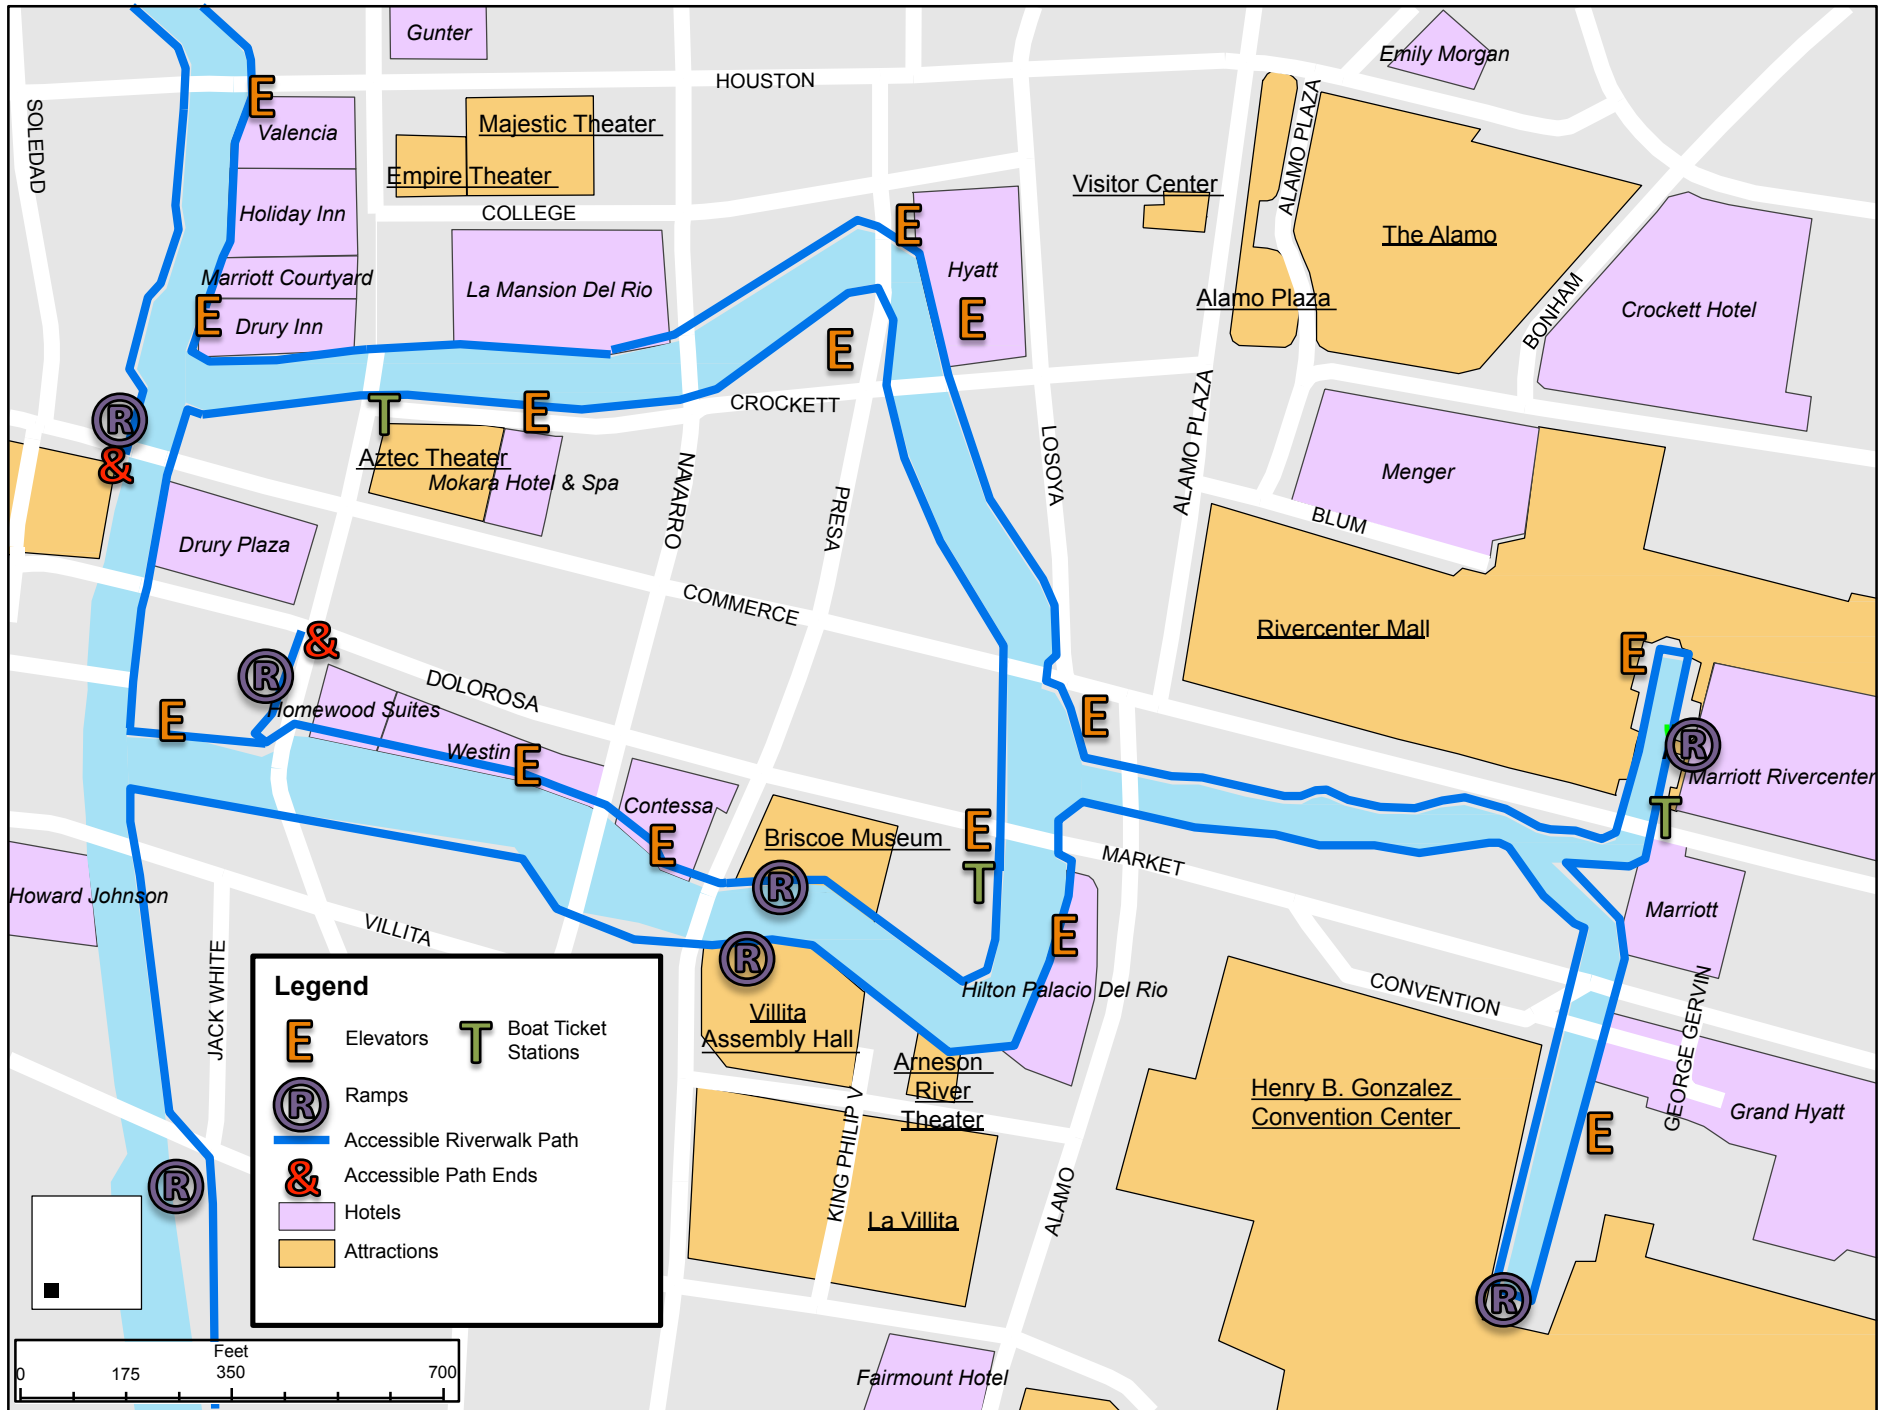 Gunter
Emily Morgan
HOUSTON
SOLEDAD
E
Valencia
Majestic Theater
ALAMO PLAZA
Empire Theater
Visitor Center
Holiday Inn
COLLEGE
E
The Alamo
Marriott Courtyard
La Mansion Del Rio
Hyatt
Alamo Plaza
BONHAM
Crockett Hotel
E
Drury Inn
E
E
R
T
E
CROCKETT
ALAMO PLAZA
&
Aztec Theater
Mokara Hotel & Spa
NAVARRO
PRESA
LOSOYA
Menger
BLUM
Drury Plaza
COMMERCE
Rivercenter Mall
&
E
R
DOLOROSA
Homewood Suites
E
E
R
Westin
E
Marriott Rivercenter
Contessa
E
Briscoe Museum
E
T
MARKET
T
R
Howard Johnson
VILLITA
Marriott
E
R
JACK WHITE
Hilton Palacio Del Rio
CONVENTION
GEORGE GERVIN
Villita
Assembly Hall
Arneson
River
Theater
KING PHILIP V
Henry B. Gonzalez
Convention Center
Grand Hyatt
E
La Villita
ALAMO
R
R
Fairmount Hotel
Legend
E Elevators
T Boat Ticket
Stations
R Ramps
Accessible Riverwalk Path
& Accessible Path Ends
Hotels
Attractions
Feet
0 175 350 700